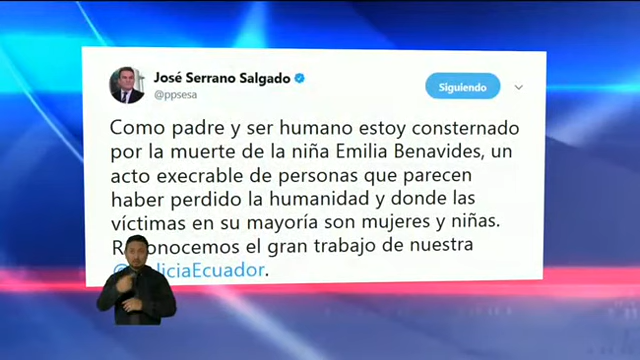 José Serrano Salgado
@ppsesa
Siguiendo
Como padre y ser humano estoy consternado
por la muerte de la niña Emilia Benavides, un
acto execrable de personas que parecen
haber perdido la humanidad y donde las
víctimas en su mayoría son mujeres y niñas.
Reconocemos el gran trabajo de nuestra